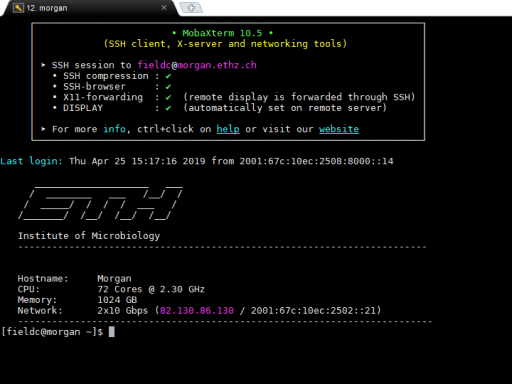 12. morgan
• MobaXterm 10.5 •
(SSH client, X-server and networking tools)
➤ SSH session to fieldc@morgan.ethz.ch
• SSH compression : ✔
• SSH-browser     : ✔
• X11-forwarding  : ✔  (remote display is forwarded through SSH)
• DISPLAY         : ✔  (automatically set on remote server)
➤ For more info, ctrl+click on help or visit our website
Last login: Thu Apr 25 15:17:16 2019 from 2001:67c:10ec:2508:8000::14
ETH
Institute of Microbiology
Hostname:     Morgan
CPU:          72 Cores @ 2.30 GHz
Memory:       1024 GB
Network:      2x10 Gbps (82.130.86.130 / 2001:67c:10ec:2502::21)
[fieldc@morgan ~]$